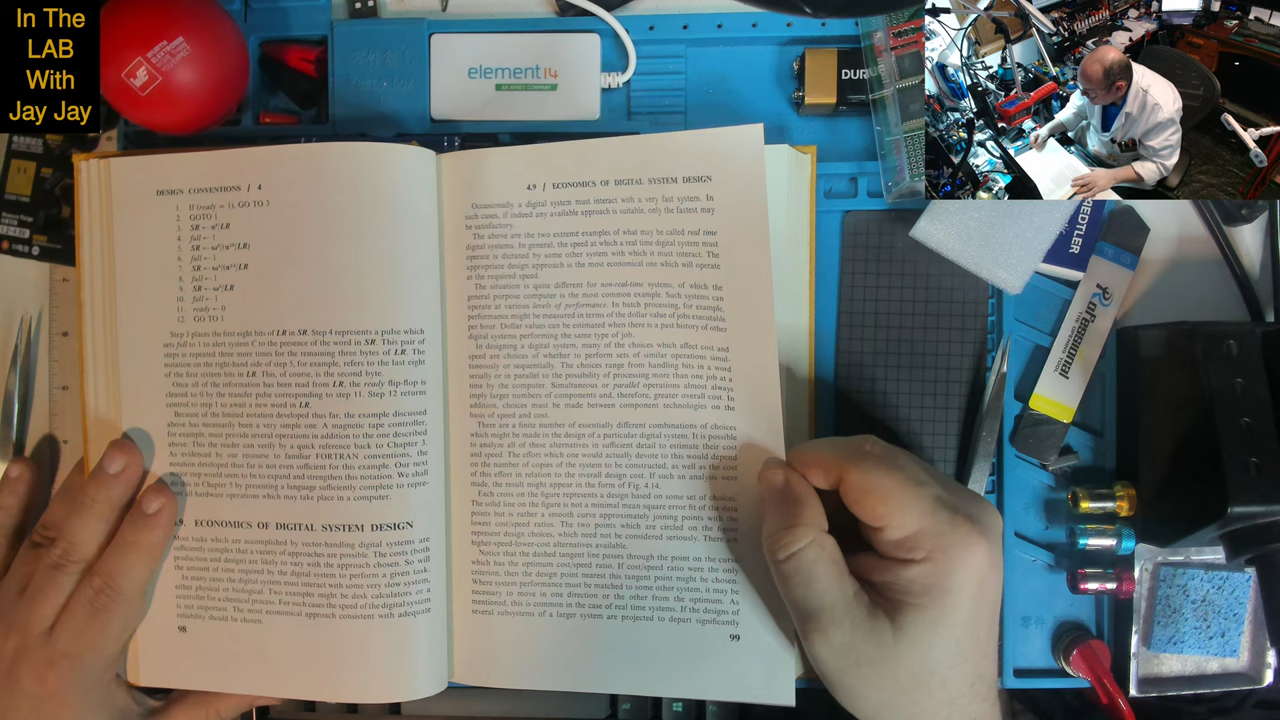 In The
LAB
With
Jay Jay
element14
AN AVNET COMPANY
DESIGN CONVENTIONS / 4
1. If (ready = 1), GO TO 3
2. GOTO 1
3. SR ← α⁸/LR
4. full ← 1
6. full ← 1
8. full ← 1
9. SR ← ω⁸/LR
10. full ← 1
11. ready ← 0
12. GO TO 1
Step 3 places the first eight bits of LR in SR. Step 4 represents a pulse which
sets full to 1 to alert system C to the presence of the word in SR. This pair of
steps is repeated three more times for the remaining three bytes of LR. The
notation on the right-hand side of step 5, for example, refers to the last eight
of the first sixteen bits in LR. This, of course, is the second byte.
Once all of the information has been read from LR, the ready flip-flop is
cleared to 0 by the transfer pulse corresponding to step 11. Step 12 returns
control to step 1 to await a new word in LR.
Because of the limited notation developed thus far, the example discussed
above has necessarily been a very simple one. A magnetic tape controller,
for example, must provide several operations in addition to the one described
above. This the reader can verify by a quick reference back to Chapter 3.
As evidenced by our recourse to familiar FORTRAN conventions, the
notation developed thus far is not even sufficient for this example. Our next
major step would seem to be to expand and strengthen this notation. We shall
do this in Chapter 5 by presenting a language sufficiently complete to repre-
all hardware operations which may take place in a computer.
.9. ECONOMICS OF DIGITAL SYSTEM DESIGN
Most tasks which are accomplished by vector-handling digital systems are
sufficiently complex that a variety of approaches are possible. The costs (both
production and design) are likely to vary with the approach chosen. So will
the amount of time required by the digital system to perform a given task.
In many cases the digital system must interact with some very slow system,
either physical or biological. Two examples might be desk calculators or a
controller for a chemical process. For such cases the speed of the digital system
is not important. The most economical approach consistent with adequate
reliability should be chosen.
98
4.9 / ECONOMICS OF DIGITAL SYSTEM DESIGN
Occasionally a digital system must interact with a very fast system. In
such cases, if indeed any available approach is suitable, only the fastest may
be satisfactory.
The above are the two extreme examples of what may be called real time
digital systems. In general, the speed at which a real time digital system must
operate is dictated by some other system with which it must interact. The
appropriate design approach is the most economical one which will operate
at the required speed.
The situation is quite different for non-real-time systems, of which the
general purpose computer is the most common example. Such systems can
operate at various levels of performance. In batch processing, for example,
performance might be measured in terms of the dollar value of jobs executable
per hour. Dollar values can be estimated when there is a past history of other
digital systems performing the same type of job.
In designing a digital system, many of the choices which affect cost and
speed are choices of whether to perform sets of similar operations simul-
taneously or sequentially. The choices range from handling bits in a word
serially or in parallel to the possibility of processing more than one job at a
time by the computer. Simultaneous or parallel operations almost always
imply larger numbers of components and, therefore, greater overall cost. In
addition, choices must be made between component technologies on the
basis of speed and cost.
There are a finite number of essentially different combinations of choices
which might be made in the design of a particular digital system. It is possible
to analyze all of these alternatives in sufficient detail to estimate their cost
and speed. The effort which one would actually devote to this would depend
on the number of copies of the system to be constructed, as well as the cost
of this effort in relation to the overall design cost. If such an analysis were
made, the result might appear in the form of Fig. 4.14.
Each cross on the figure represents a design based on some set of choices.
The solid line on the figure is not a minimal mean square error fit of the data
points but is rather a smooth curve approximately joining points with the
lowest cost/speed ratios. The two points which are circled on the figure
represent design choices, which need not be considered seriously. There are
higher-speed-lower-cost alternatives available.
Notice that the dashed tangent line passes through the point on the curve
which has the optimum cost/speed ratio. If cost/speed ratio were the only
criterion, then the design point nearest this tangent point might be chosen.
Where system performance must be matched to some other system, it may be
necessary to move in one direction or the other from the optimum. As
mentioned, this is common in the case of real time systems. If the designs of
several subsystems of a larger system are projected to depart significantly
99
STAEDTLER
Professional
THE OPENING TOOL